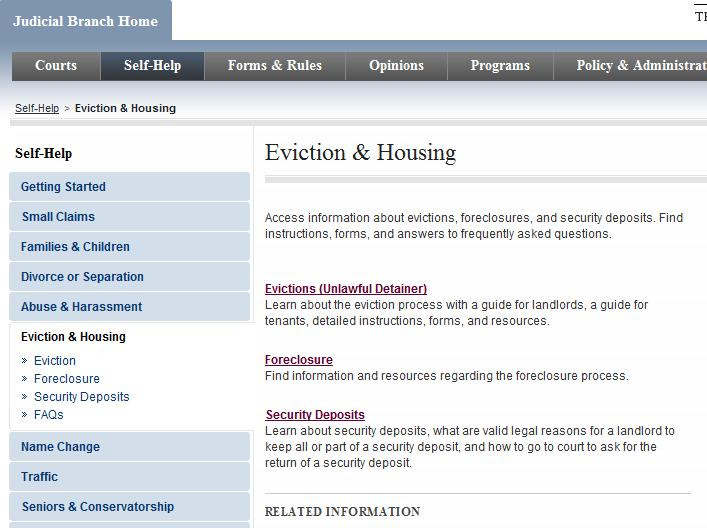 Judicial Branch Home
Courts Self-Help Forms & Rules Opinions Programs Policy & Administrat
Self-Help > Eviction & Housing
Self-Help
Getting Started
Small Claims
Families & Children
Divorce or Separation
Abuse & Harassment
Eviction & Housing
» Eviction
» Foreclosure
» Security Deposits
» FAQs
Name Change
Traffic
Seniors & Conservatorship
Eviction & Housing
Access information about evictions, foreclosures, and security deposits. Find
instructions, forms, and answers to frequently asked questions.
Evictions (Unlawful Detainer)
Learn about the eviction process with a guide for landlords, a guide for
tenants, detailed instructions, forms, and resources.
Foreclosure
Find information and resources regarding the foreclosure process.
Security Deposits
Learn about security deposits, what are valid legal reasons for a landlord to
keep all or part of a security deposit, and how to go to court to ask for the
return of a security deposit.
RELATED INFORMATION